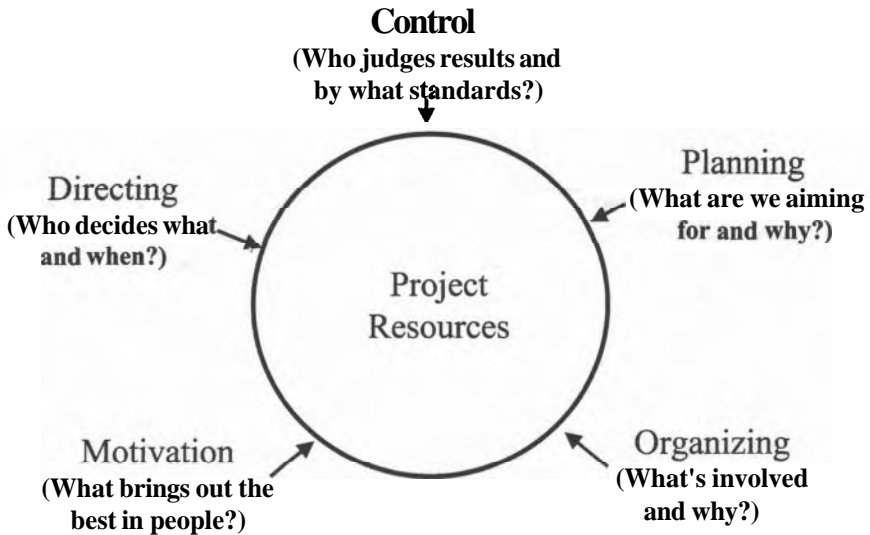 Control
(Who judges results and
by what standards?)
Planning
(What are we aiming
for and why?)
Directing
(Who decides what
and when?)
Project
Resources
Motivation
(What brings out the
best in people?)
Organizing
(What's involved
and why?)